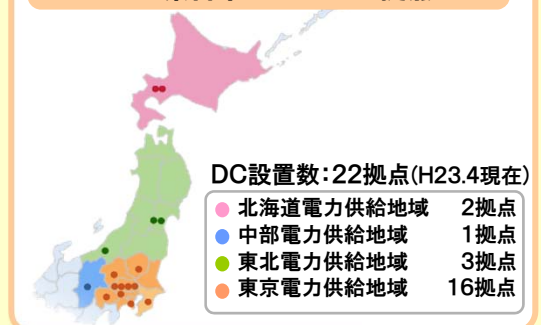 DC設置数：22拠点(H23.4現在)
北海道電力供給地域 2拠点
中部電力供給地域 1拠点
東北電力供給地域 3拠点
東京電力供給地域 16拠点